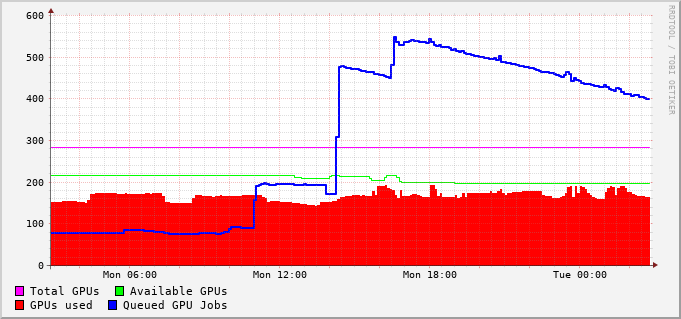 600
500
400
300
200
100
0
Mon 06:00 Mon 12:00 Mon 18:00 Tue 00:00
Total GPUs Available GPUs
GPUs used Queued GPU Jobs
RRDTOOL / TOBI OETIKER